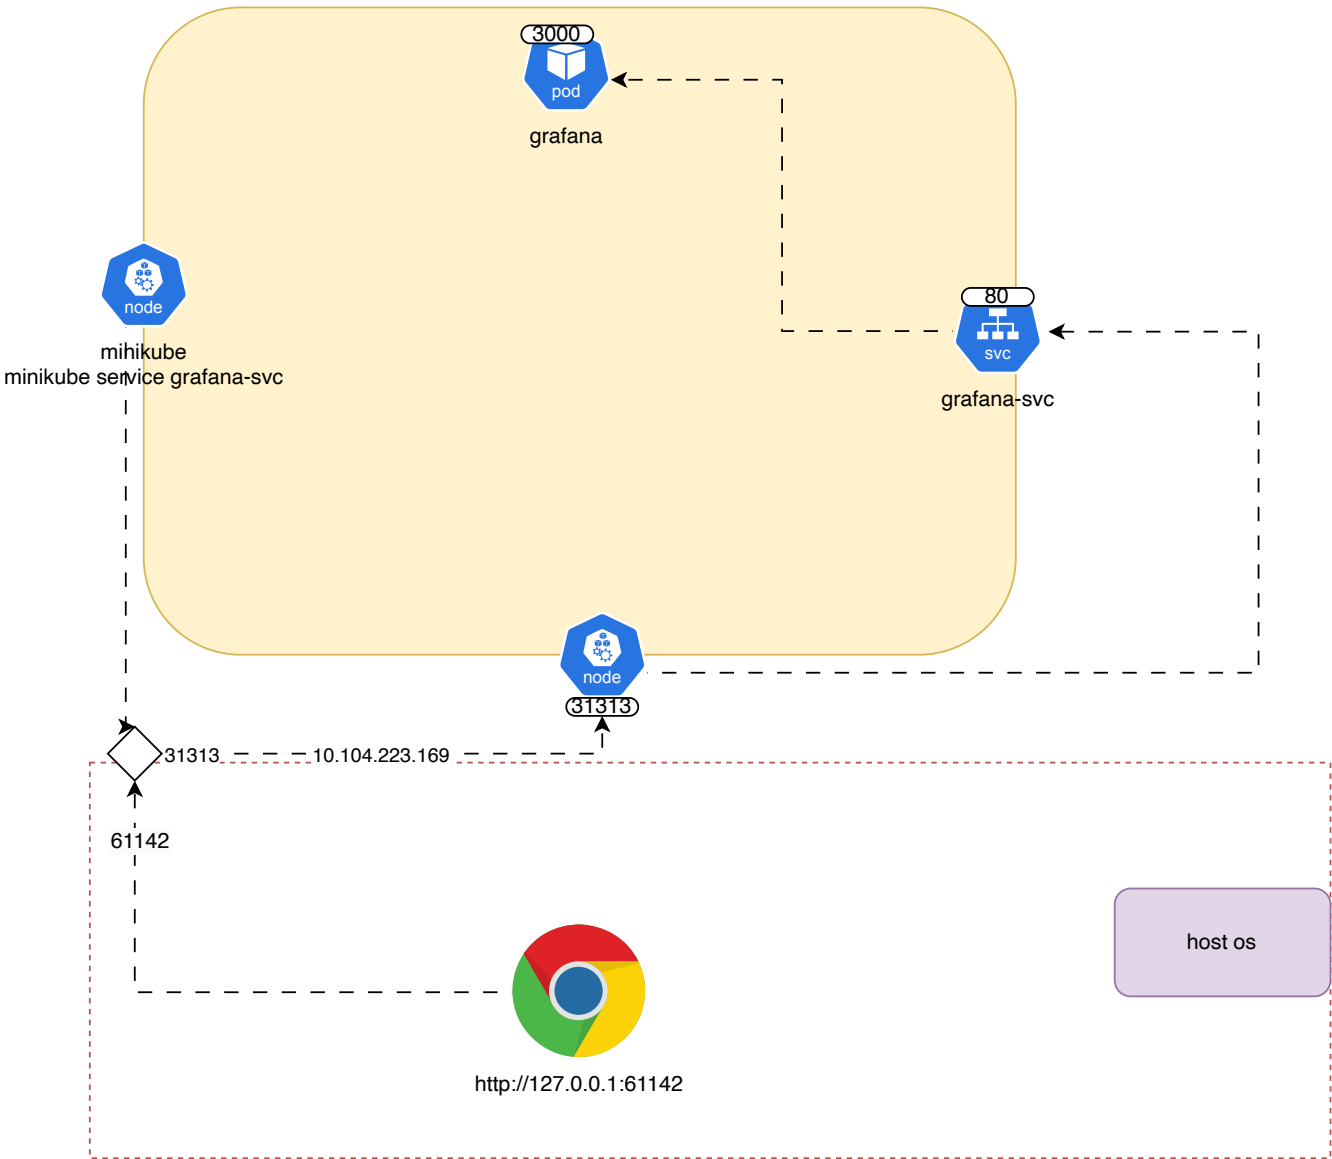 3000
pod
grafana
node
mihikube
minikube service grafana-svc
80
svc
grafana-svc
node
31313
31313
10.104.223.169
61142
host os
http://127.0.0.1:61142